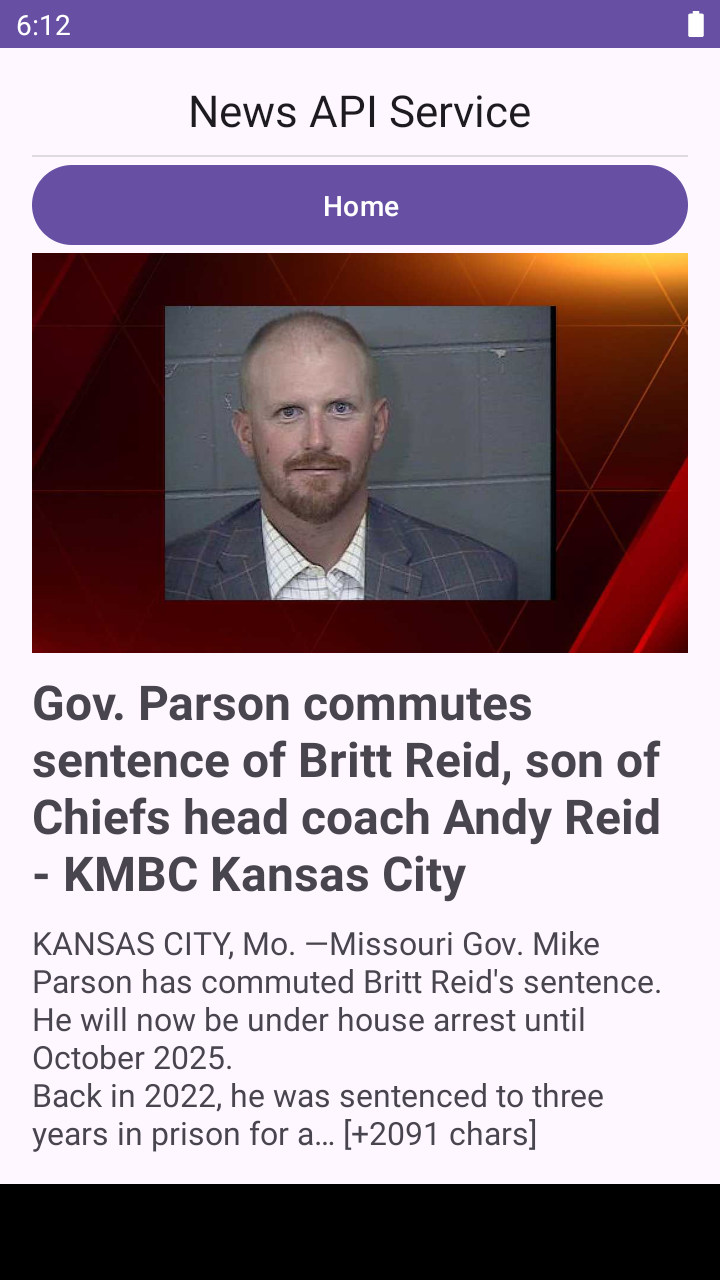 6:12
News API Service
Home
Gov. Parson commutes
sentence of Britt Reid, son of
Chiefs head coach Andy Reid
- KMBC Kansas City
KANSAS CITY, Mo. —Missouri Gov. Mike
Parson has commuted Britt Reid's sentence.
He will now be under house arrest until
October 2025.
Back in 2022, he was sentenced to three
years in prison for a… [+2091 chars]